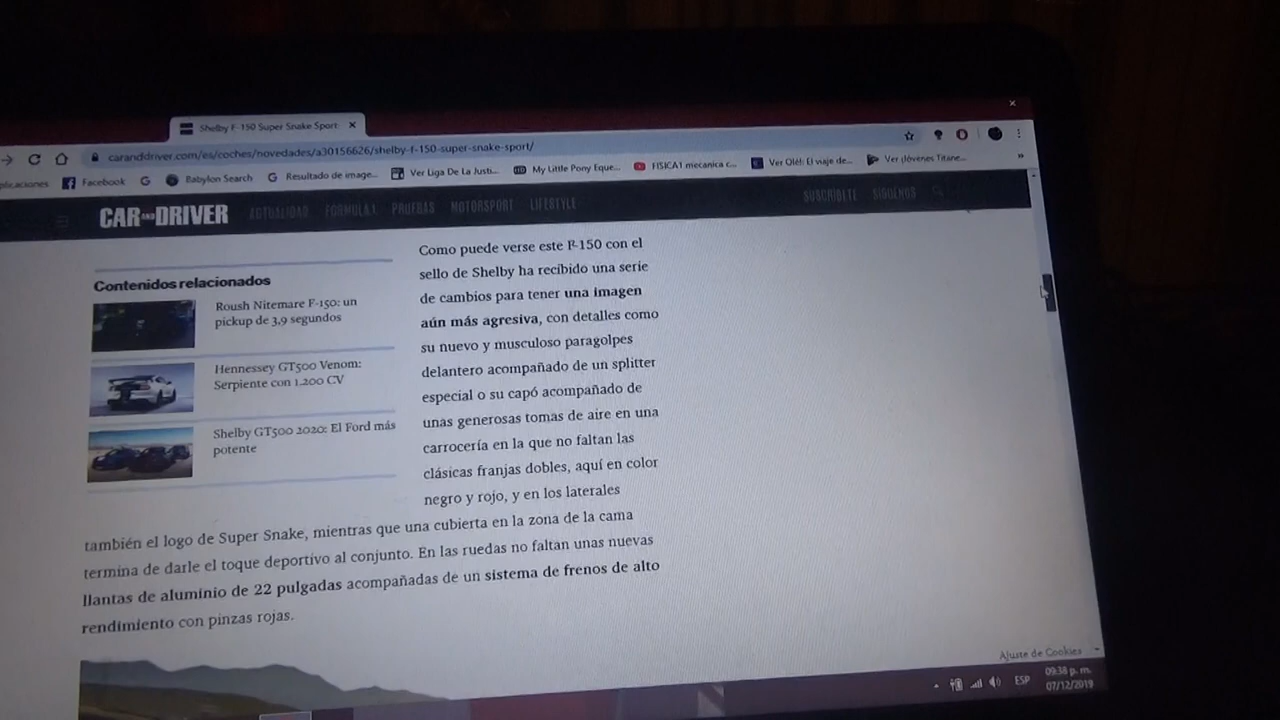 Shelby F-150 Super Snake Sport
caranddriver.com/es/coches/novedades/a30156626/shelby-f-150-super-snake-sport/
plicaciones Facebook Babylon Search Resultado de image... Ver Liga De La Justi... My Little Pony Eque... FISICA1 mecanica c... Ver Olé!: El viaje de... Ver ¡Jóvenes Titane... »
CAR AND DRIVER ACTUALIDAD FÓRMULA 1 PRUEBAS MOTORSPORT LIFESTYLE SUSCRÍBETE SÍGUENOS
Contenidos relacionados
Roush Nitemare F-150: un
pickup de 3,9 segundos
Hennessey GT500 Venom:
Serpiente con 1.200 CV
Shelby GT500 2020: El Ford más
potente
Como puede verse este F-150 con el
sello de Shelby ha recibido una serie
de cambios para tener una imagen
aún más agresiva, con detalles como
su nuevo y musculoso paragolpes
delantero acompañado de un splitter
especial o su capó acompañado de
unas generosas tomas de aire en una
carrocería en la que no faltan las
clásicas franjas dobles, aquí en color
negro y rojo, y en los laterales
también el logo de Super Snake, mientras que una cubierta en la zona de la cama
termina de darle el toque deportivo al conjunto. En las ruedas no faltan unas nuevas
llantas de aluminio de 22 pulgadas acompañadas de un sistema de frenos de alto
rendimiento con pinzas rojas.
Ajuste de Cookies
ESP
09:38 p. m.
07/12/2019